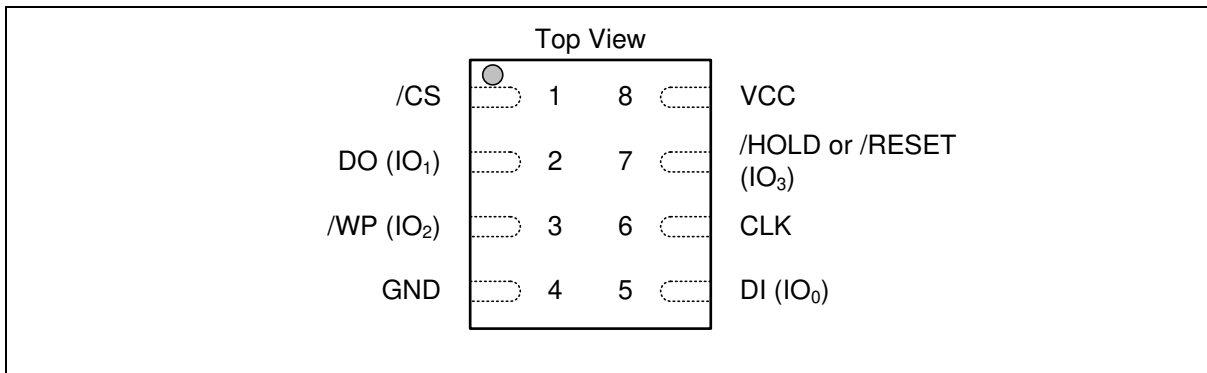 Top View
/CS 1 8 VCC
DO (IO₁) 2 7 /HOLD or /RESET
(IO₃)
/WP (IO₂) 3 6 CLK
GND 4 5 DI (IO₀)